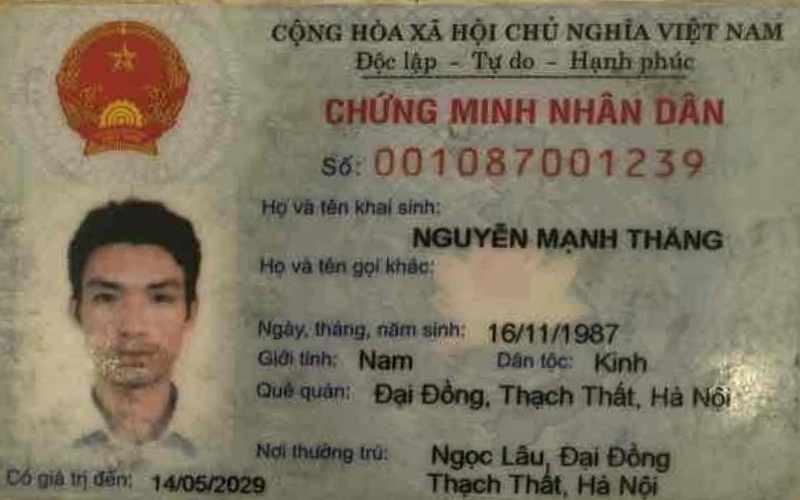 CỘNG HÒA XÃ HỘI CHỦ NGHĨA VIỆT NAM
Độc lập - Tự do - Hạnh phúc
CHỨNG MINH NHÂN DÂN
Số: 001087001239
Họ và tên khai sinh:
NGUYỄN MẠNH THĂNG
Họ và tên gọi khác:
Ngày, tháng, năm sinh: 16/11/1987
Giới tính: Nam Dân tộc: Kinh
Quê quán: Đại Đồng, Thạch Thất, Hà Nội
Nơi thường trú: Ngọc Lâu, Đại Đồng
Thạch Thất, Hà Nội
Có giá trị đến: 14/05/2029